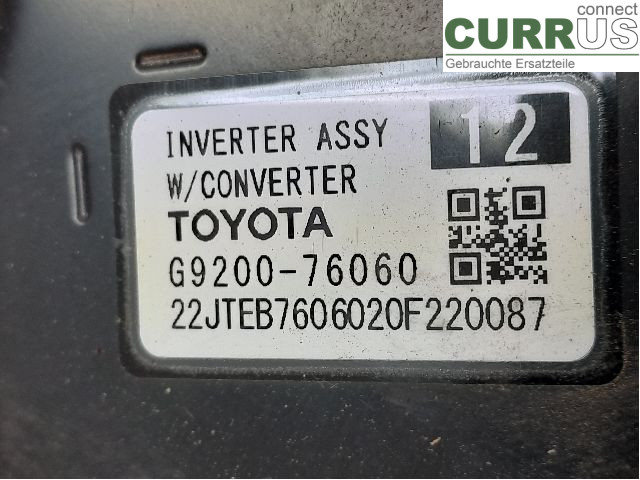 connect
CURRUS
Gebrauchte Ersatzteile
INVERTER ASSY 12
W/CONVERTER
TOYOTA
G9200-76060
22JTEB7606020F220087